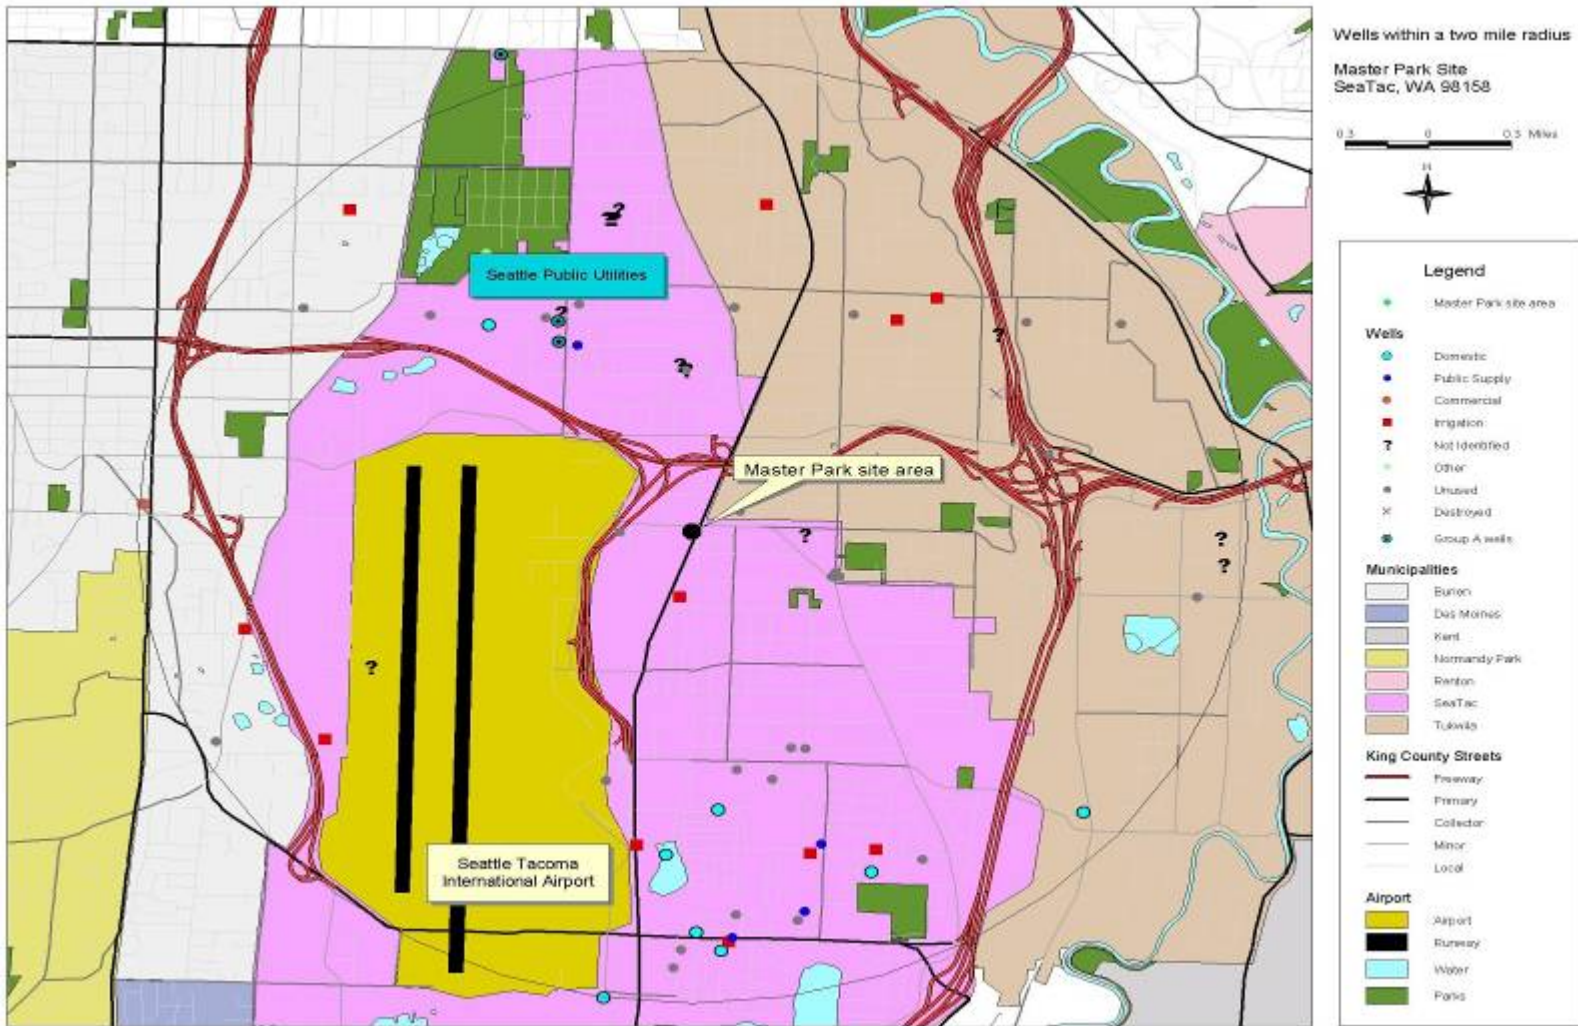 Wells within a two mile radius
Master Park Site
SeaTac, WA 98158
0.3 0 0.3 Miles
N
Seattle Public Utilities
Master Park site area
Seattle Tacoma
International Airport
Legend
Master Park site area
Wells
Domestic
Public Supply
Commercial
Irrigation
? Not Identified
Other
Unused
Destroyed
Group A wells
Municipalities
Burien
Des Moines
Kent
Normandy Park
Renton
SeaTac
Tukwila
King County Streets
Freeway
Primary
Collector
Minor
Local
Airport
Airport
Runway
Water
Parks